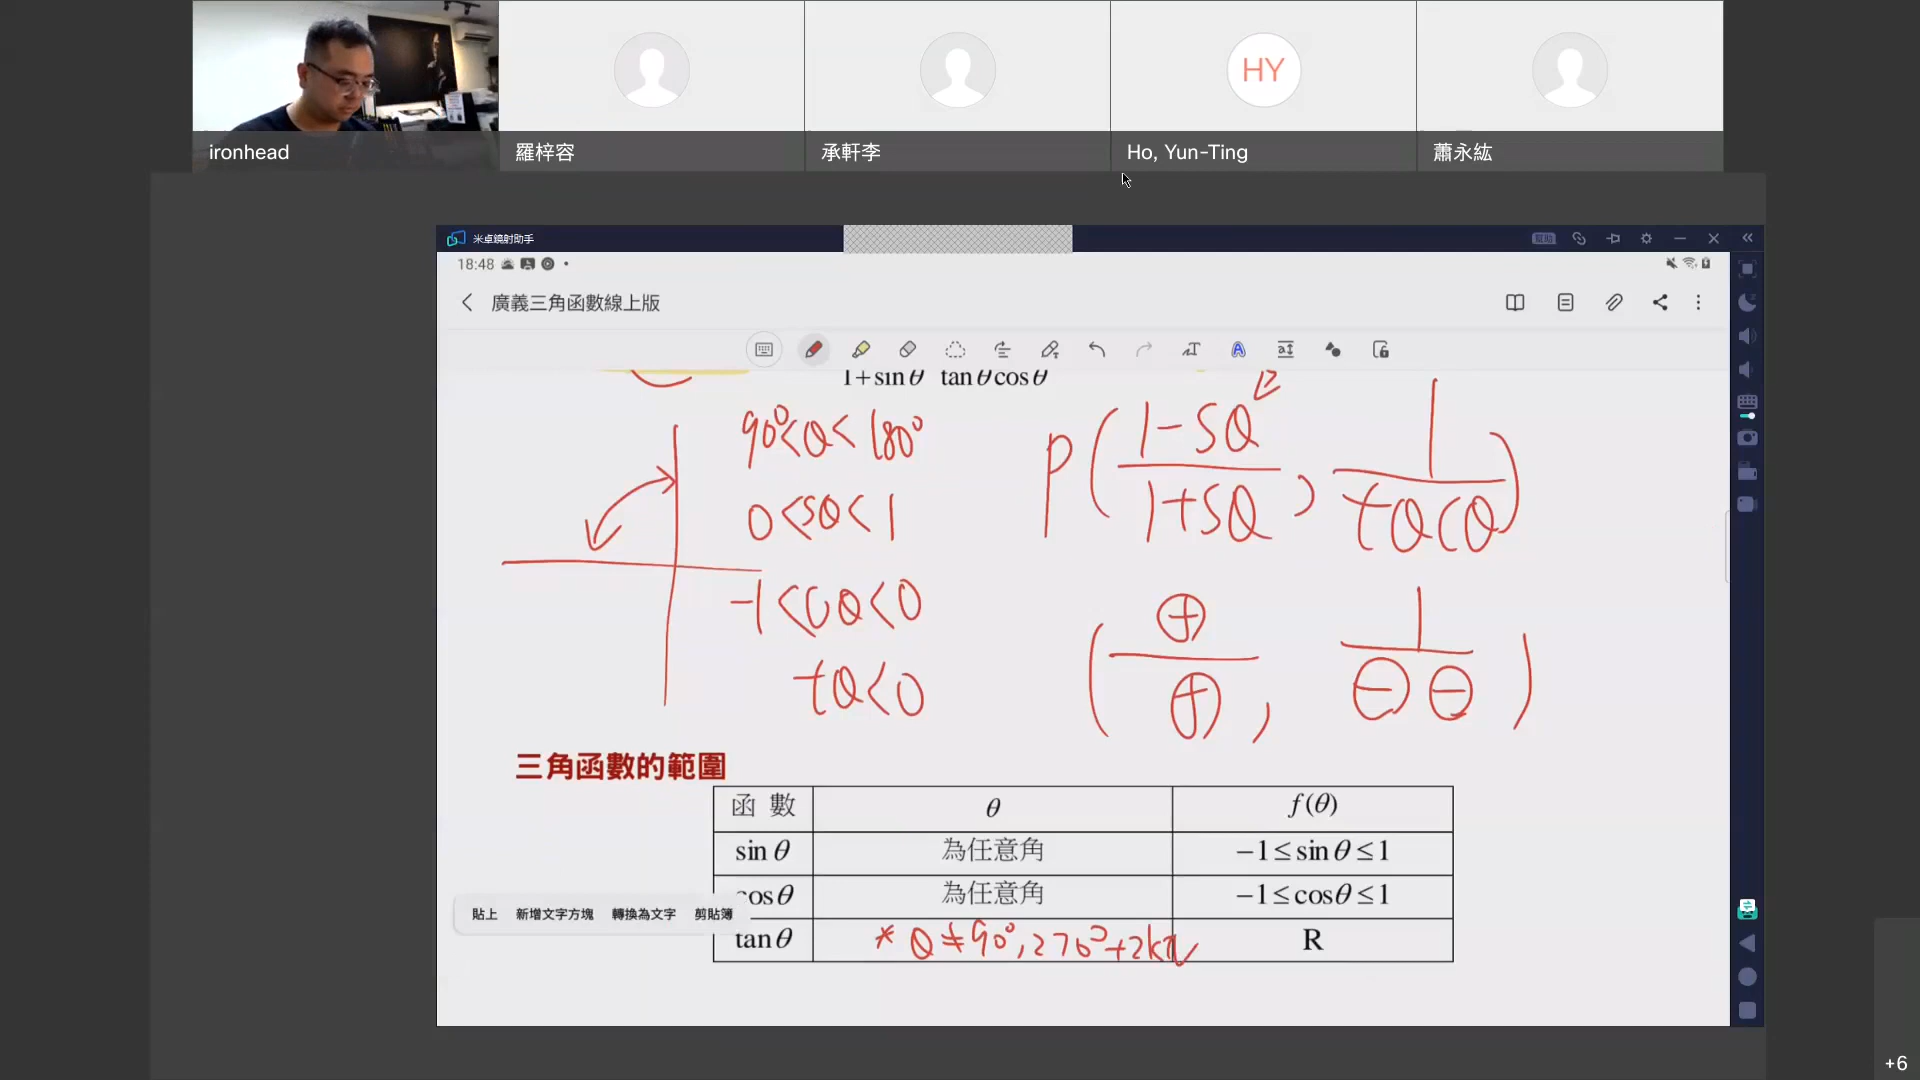 ironhead
羅梓容
承軒李
HY
Ho, Yun-Ting
蕭永紘
米卓鏡射助手
18:48
廣義三角函數線上版
1+sinθ tanθcosθ
90°<θ<180°
0<sθ<1
-1<cθ<0
tθ<0
P(1-sθ/1+sθ, 1/tθcθ)
(⊕/⊕, 1/⊖⊖)
三角函數的範圍
函 數 θ f(θ)
sinθ 為任意角 −1≤sinθ≤1
cosθ 為任意角 −1≤cosθ≤1
貼上 新增文字方塊 轉換為文字 剪貼簿
tanθ * θ≠90°,270°+2kπ R
+6